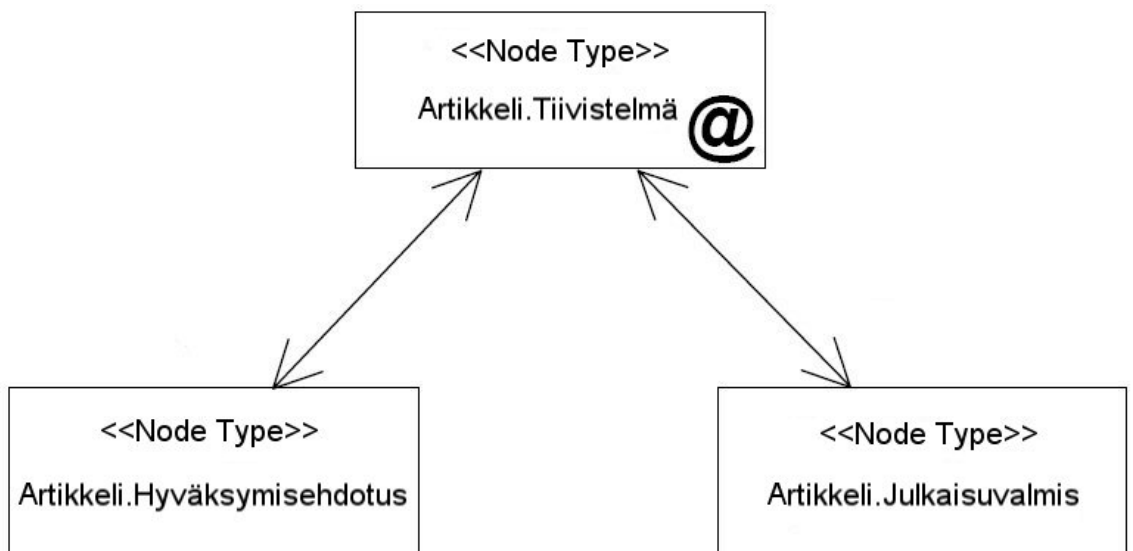 <<Node Type>>
Artikkeli.Tiivistelmä
@
<<Node Type>>
Artikkeli.Hyväksymisehdotus
<<Node Type>>
Artikkeli.Julkaisuvalmis